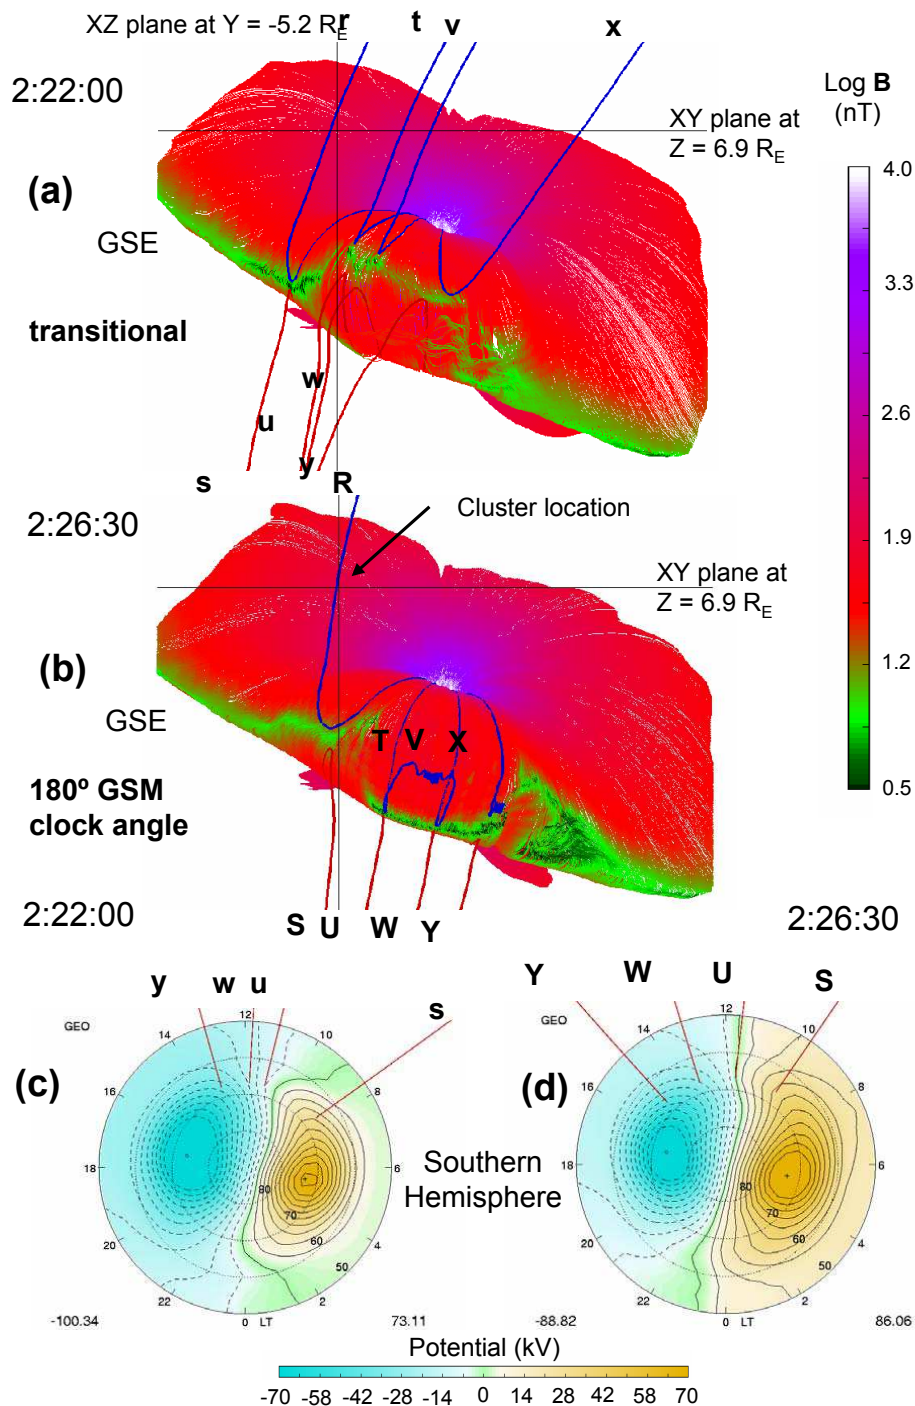 XZ plane at Y = -5.2 R_E
r t v x
2:22:00
Log B
(nT)
XY plane at
Z = 6.9 R_E
4.0
(a)
GSE
3.3
transitional
w
2.6
u
y
s
R
2:26:30
Cluster location
1.9
XY plane at
Z = 6.9 R_E
(b)
1.2
GSE
T V X
180º GSM
clock angle
0.5
2:22:00
S U W Y
2:26:30
y w u s
Y W U S
GEO
12
14
10
16
8
18
6
20
4
22
2
0 LT
80
70
60
50
(c)
-100.34
73.11
Southern
Hemisphere
GEO
12
14
10
16
8
18
6
20
4
22
2
0 LT
80
70
60
50
(d)
-88.82
86.06
Potential (kV)
-70 -58 -42 -28 -14 0 14 28 42 58 70